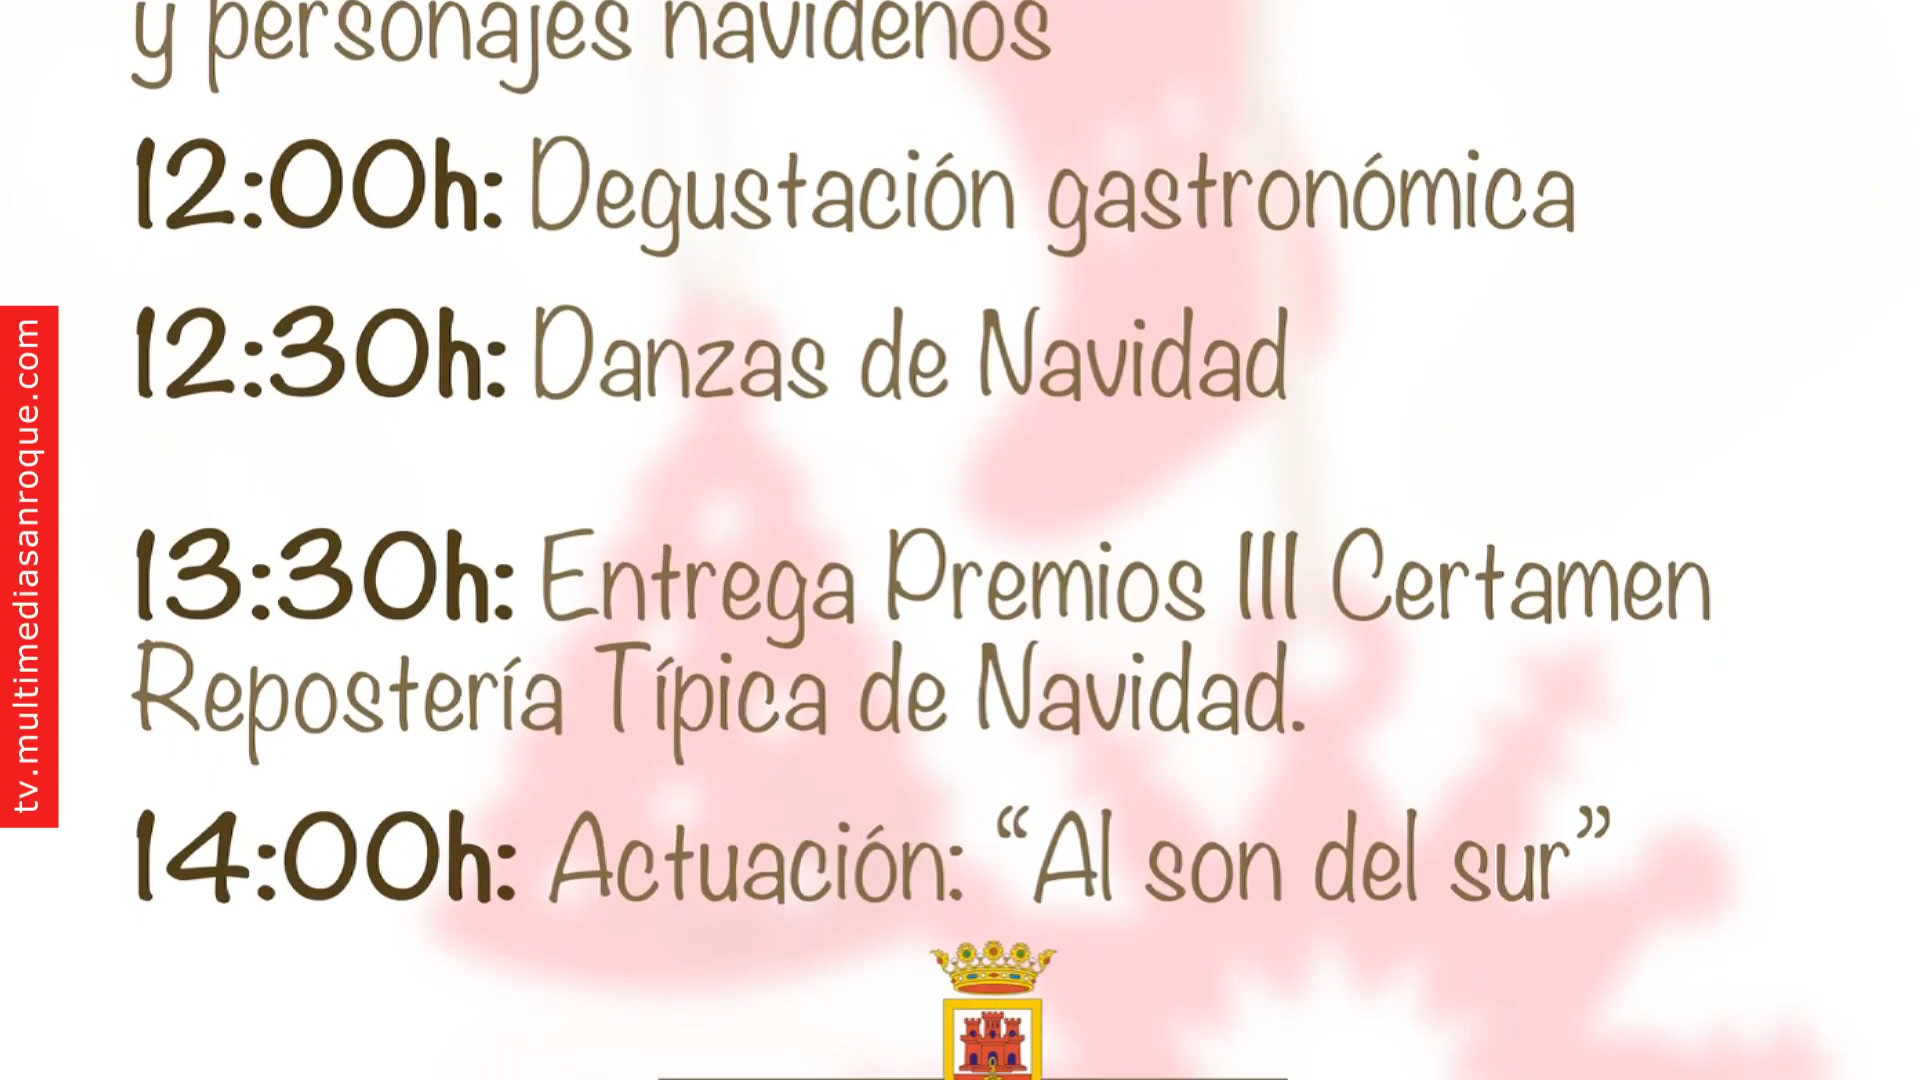 y personajes navideños
12:00h: Degustación gastronómica
12:30h: Danzas de Navidad
13:30h: Entrega Premios III Certamen
Repostería Típica de Navidad.
14:00h: Actuación: “Al son del sur”
tv.multimediasanroque.com